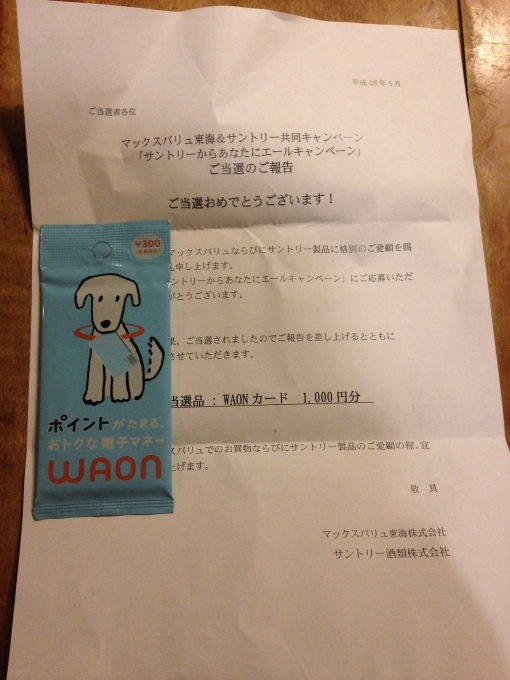 平成28年5月
ご当選者各位
マックスバリュ東海＆サントリー共同キャンペーン
「サントリーからあなたにエールキャンペーン」
ご当選のご報告
ご当選おめでとうございます！
マックスバリュならびにサントリー製品に格別のご愛顧を賜
し申し上げます。
ントリーからあなたにエールキャンペーン」にご応募いただ
がとうございます。
果、ご当選されましたのでご報告を差し上げるとともに
させていただきます。
当選品 ： WAONカード 1,000円分
スバリュでのお買物ならびにサントリー製品のご愛顧の程、宜
上げます。
敬 具
マックスバリュ東海株式会社
サントリー酒類株式会社
¥300
ポイントがたまる、
おトクな電子マネー
WAON